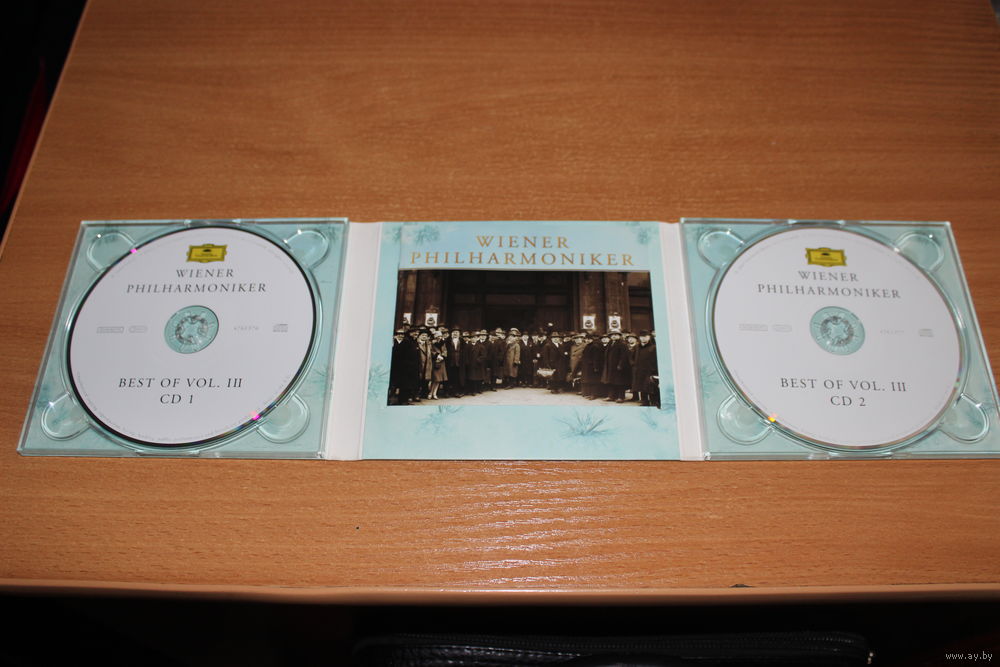 WIENER
PHILHARMONIKER
BEST OF VOL. III
CD 1
WIENER
PHILHARMONIKER
WIENER
PHILHARMONIKER
BEST OF VOL. III
CD 2
www.ay.by